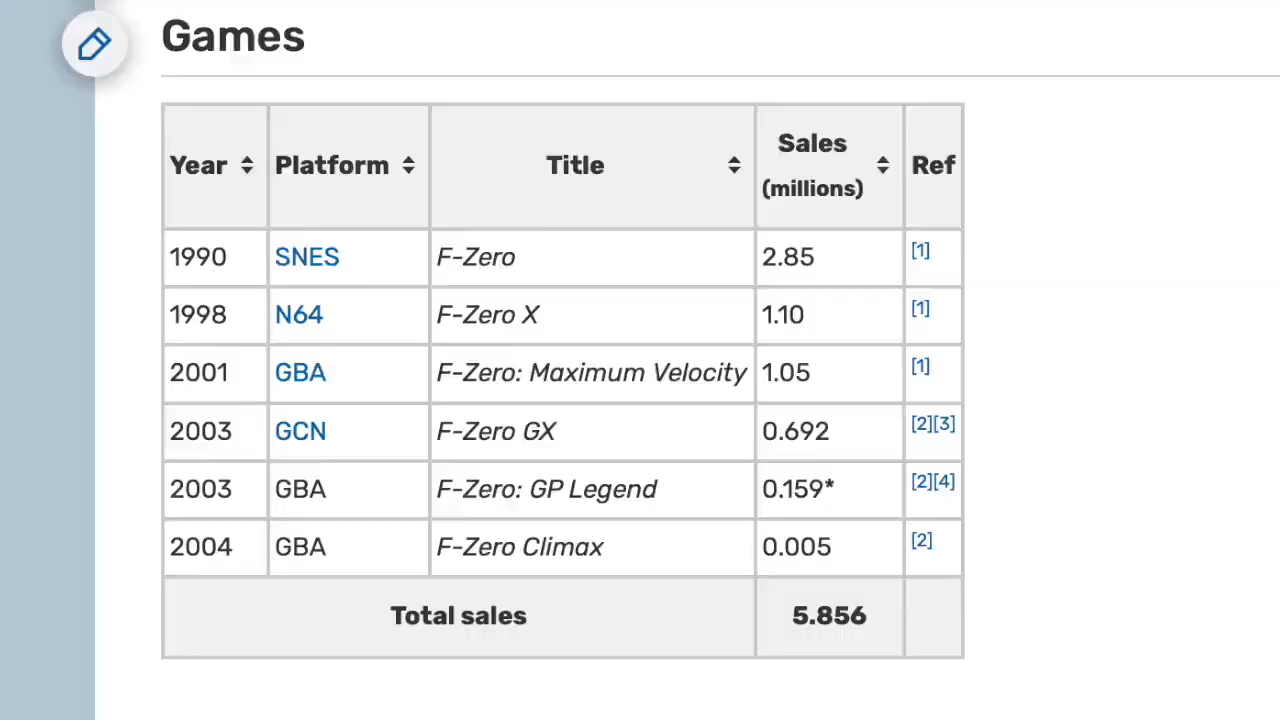 Games
Year Platform Title Sales (millions) Ref
1990 SNES F-Zero 2.85 [1]
1998 N64 F-Zero X 1.10 [1]
2001 GBA F-Zero: Maximum Velocity 1.05 [1]
2003 GCN F-Zero GX 0.692 [2][3]
2003 GBA F-Zero: GP Legend 0.159* [2][4]
2004 GBA F-Zero Climax 0.005 [2]
Total sales 5.856